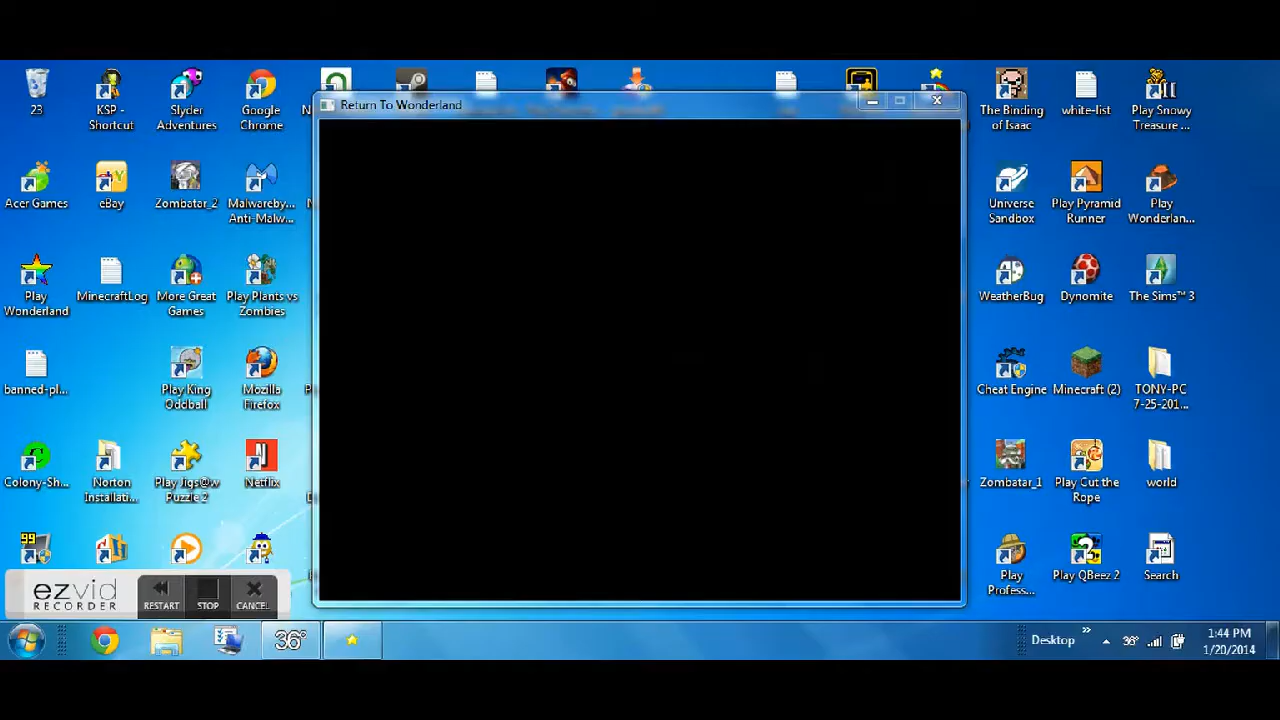 Return To Wonderland
23
KSP -
Shortcut
Slyder
Adventures
Google
Chrome
The Binding
of Isaac
white-list
Play Snowy
Treasure ...
Acer Games
eBay
Zombatar_2
Malwareby...
Anti-Malw...
Universe
Sandbox
Play Pyramid
Runner
Play
Wonderlan...
Play
Wonderland
MinecraftLog
More Great
Games
Play Plants vs
Zombies
WeatherBug
Dynomite
The Sims™ 3
banned-pl...
Play King
Oddball
Mozilla
Firefox
Cheat Engine
Minecraft (2)
TONY-PC
7-25-201...
Colony-Sh...
Norton
Installati...
Play Jigs@w
Puzzle 2
Netflix
Zombatar_1
Play Cut the
Rope
world
99
Play
Profess...
Play QBeez 2
Search
ezvid
RECORDER
RESTART
STOP
CANCEL
36°
Desktop
»
36°
1:44 PM
1/20/2014